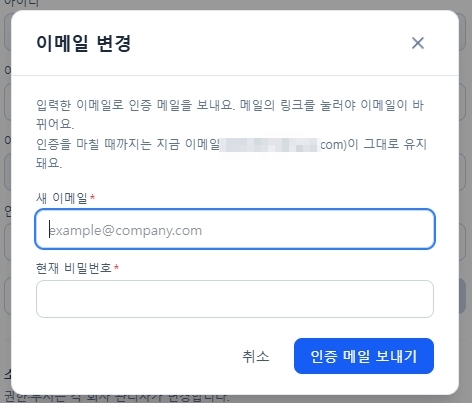 아이디
이메일 변경
입력한 이메일로 인증 메일을 보내요. 메일의 링크를 눌러야 이메일이 바
뀌어요.
인증을 마칠 때까지는 지금 이메일 com)이 그대로 유지
돼요.
새 이메일*
example@company.com
현재 비밀번호*
취소
인증 메일 보내기